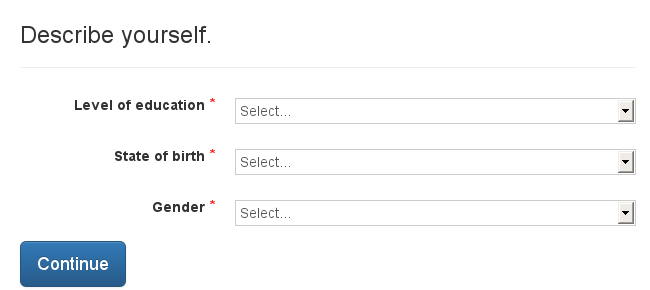 Describe yourself.
Level of education * Select...
State of birth * Select...
Gender * Select...
Continue